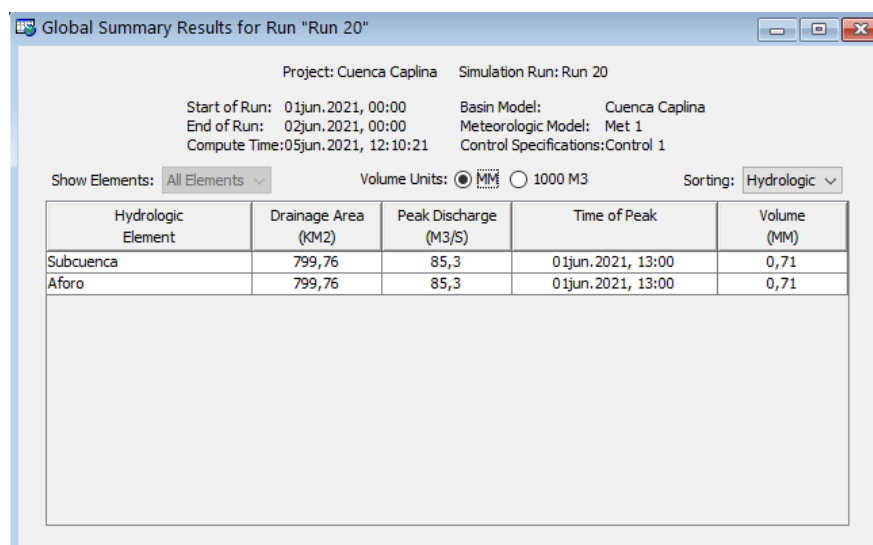 Global Summary Results for Run "Run 20"
Project: Cuenca Caplina Simulation Run: Run 20
Start of Run: 01jun.2021, 00:00 Basin Model: Cuenca Caplina
End of Run: 02jun.2021, 00:00 Meteorologic Model: Met 1
Compute Time:05jun.2021, 12:10:21 Control Specifications:Control 1
Show Elements: All Elements Volume Units: MM 1000 M3 Sorting: Hydrologic
Hydrologic Drainage Area Peak Discharge Time of Peak Volume
Element (KM2) (M3/S) (MM)
Subcuenca 799,76 85,3 01jun.2021, 13:00 0,71
Aforo 799,76 85,3 01jun.2021, 13:00 0,71